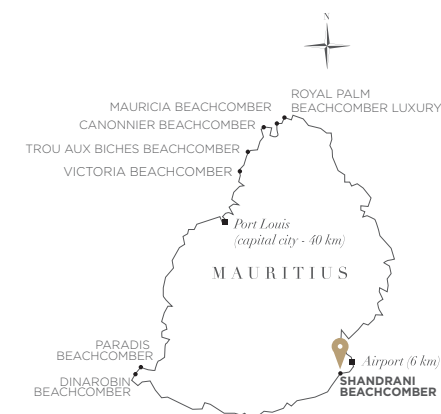 N
ROYAL PALM
BEACHCOMBER LUXURY
MAURICIA BEACHCOMBER
CANONNIER BEACHCOMBER
TROU AUX BICHES BEACHCOMBER
VICTORIA BEACHCOMBER
Port Louis
(capital city - 40 km)
MAURITIUS
PARADIS
BEACHCOMBER
DINAROBIN
BEACHCOMBER
Airport (6 km)
SHANDRANI
BEACHCOMBER